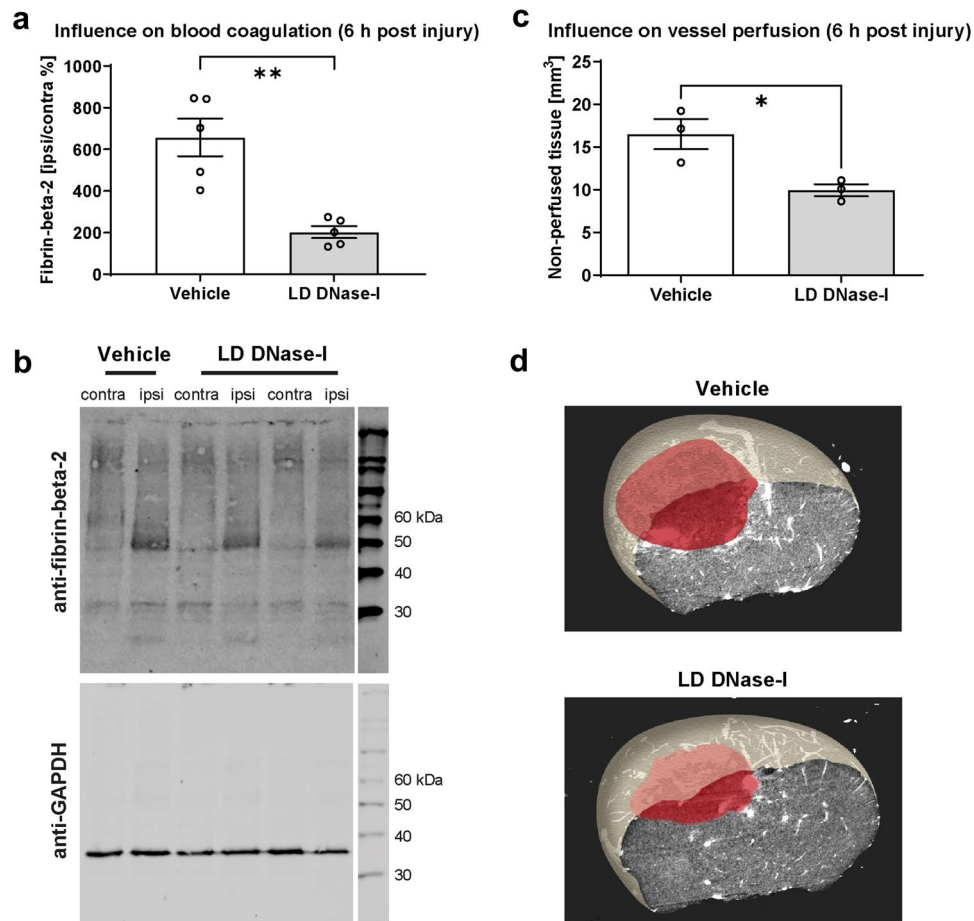 a
Influence on blood coagulation (6 h post injury)
Fibrin-beta-2 [ipsi/contra %]
1000
800
600
400
200
0
**
Vehicle
LD DNase-I
c
Influence on vessel perfusion (6 h post injury)
Non-perfused tissue [mm³]
25
20
15
10
5
0
*
Vehicle
LD DNase-I
b
Vehicle
LD DNase-I
contra ipsi contra ipsi contra ipsi
anti-fibrin-beta-2
60 kDa
50
40
30
anti-GAPDH
60 kDa
50
40
30
d
Vehicle
LD DNase-I